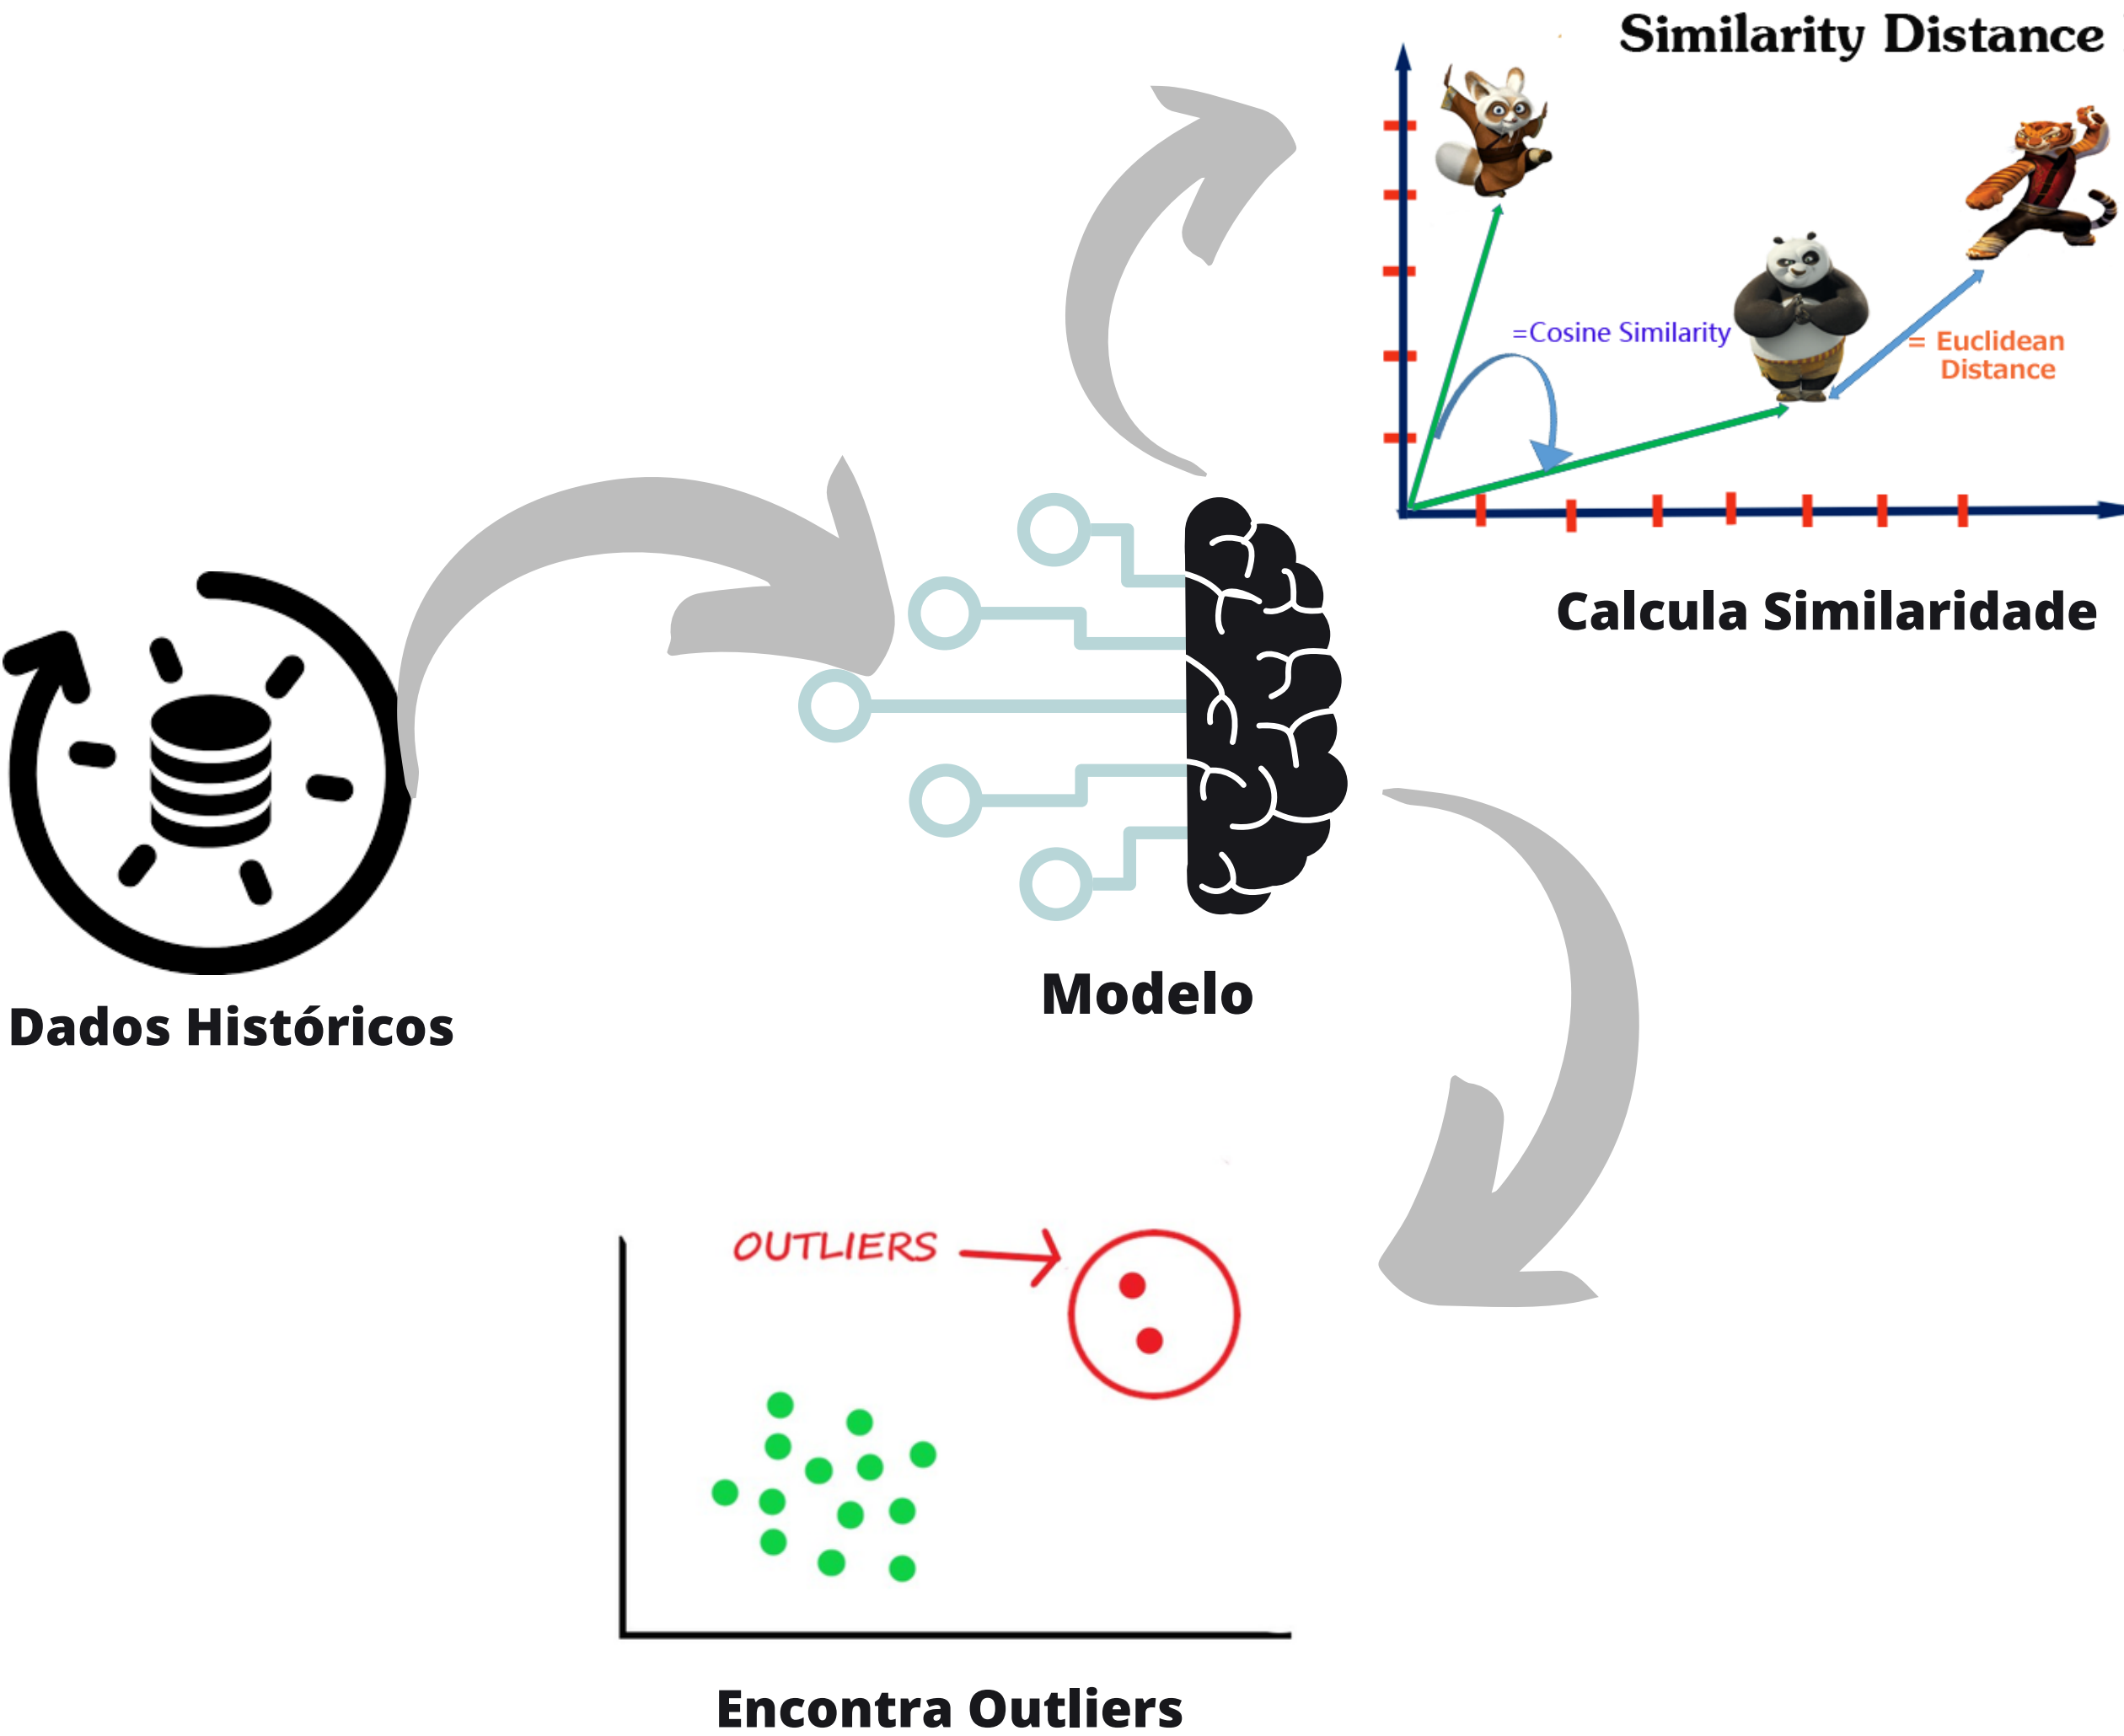 Similarity Distance
=Cosine Similarity
= Euclidean
Distance
Calcula Similaridade
Modelo
Dados Históricos
OUTLIERS
Encontra Outliers